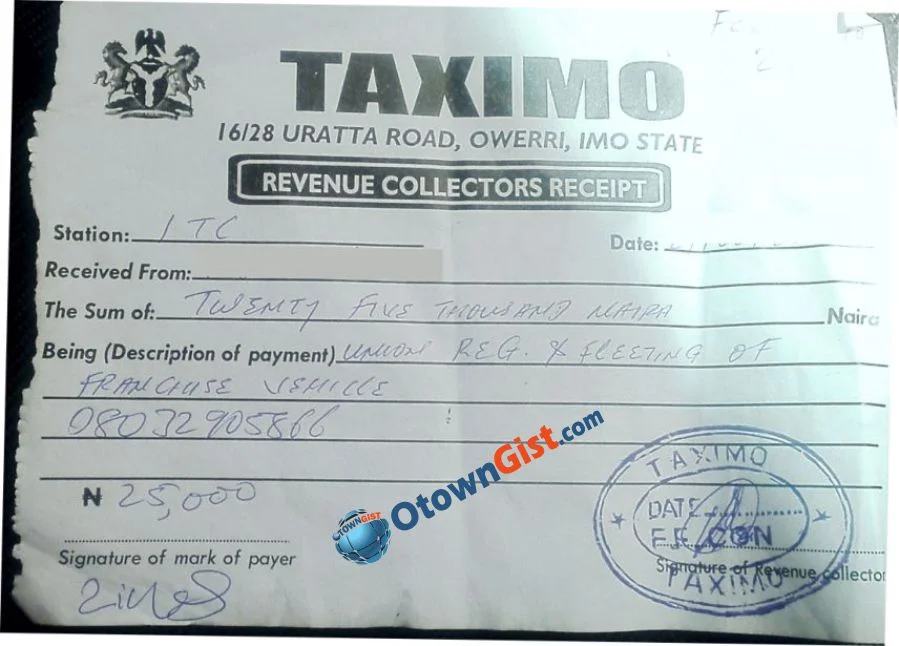 TAXIMO
16/28 URATTA ROAD, OWERRI, IMO STATE
REVENUE COLLECTORS RECEIPT
Station: ITC
Date:
Received From:
The Sum of: TWENTY FIVE THOUSAND NAIRA Naira
Being (Description of payment) UNION REG. & FLEETING OF
FRANCHISE VEHICLE
08032905866
₦ 25,000
OTOWNGIST
OtownGist.com
TAXIMO
DATE
F.F. CON
TAXIMO
Signature of mark of payer
Signature of Revenue collector